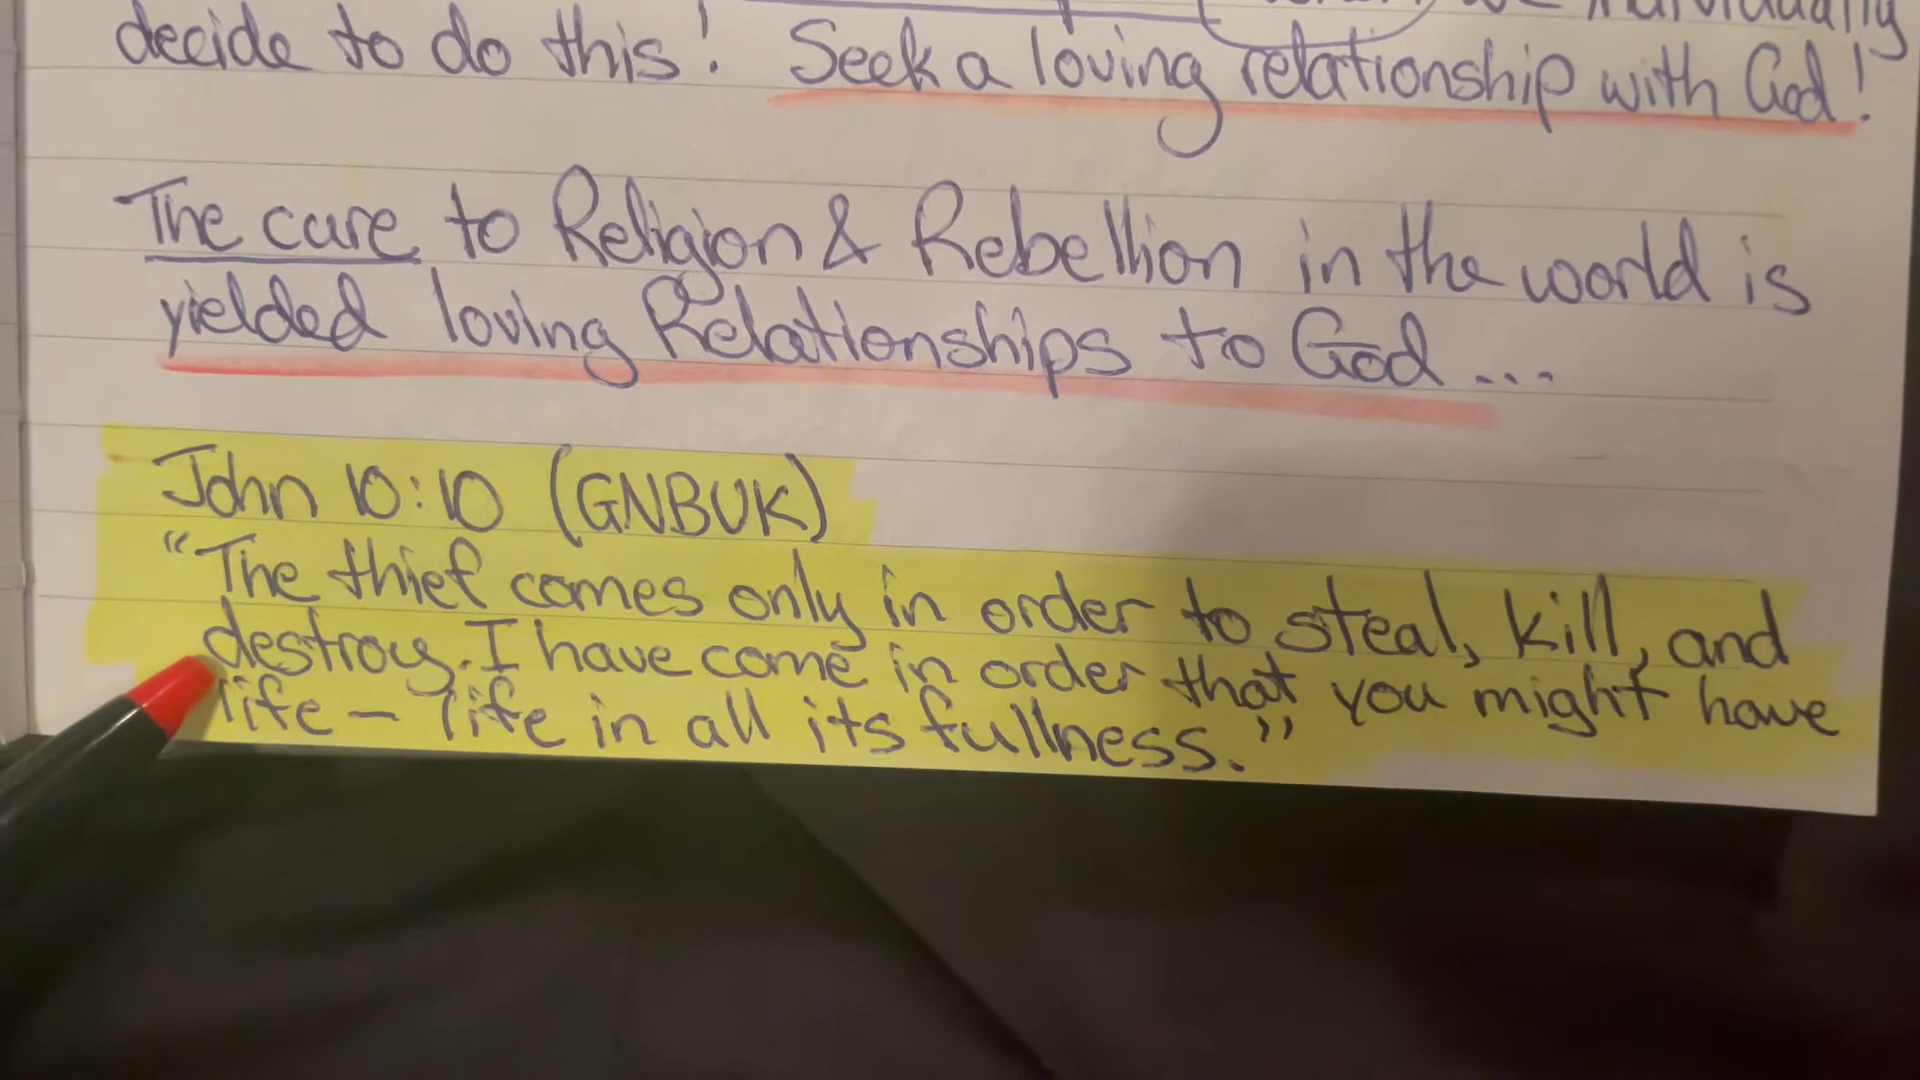 we individually
decide to do this! Seek a loving relationship with God!
The cure to Religion & Rebellion in the world is
yielded loving Relationships to God...
John 10:10 (GNBUK)
"The thief comes only in order to steal, kill, and
destroy. I have come in order that you might have
life - life in all its fullness."